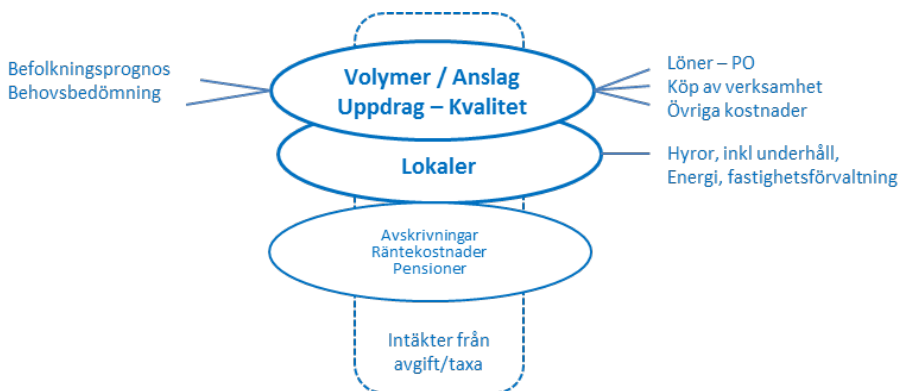 Befolkningsprognos
Behovsbedömning
Volymer / Anslag
Uppdrag – Kvalitet
Löner – PO
Köp av verksamhet
Övriga kostnader
Lokaler
Hyror, inkl underhåll,
Energi, fastighetsförvaltning
Avskrivningar
Räntekostnader
Pensioner
Intäkter från
avgift/taxa